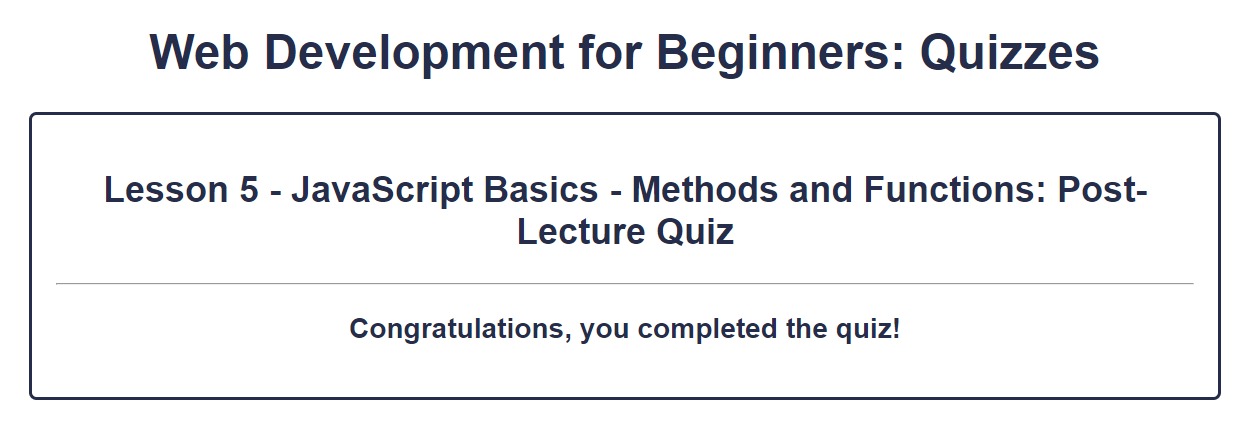 Web Development for Beginners: Quizzes
Lesson 5 - JavaScript Basics - Methods and Functions: Post-
Lecture Quiz
Congratulations, you completed the quiz!